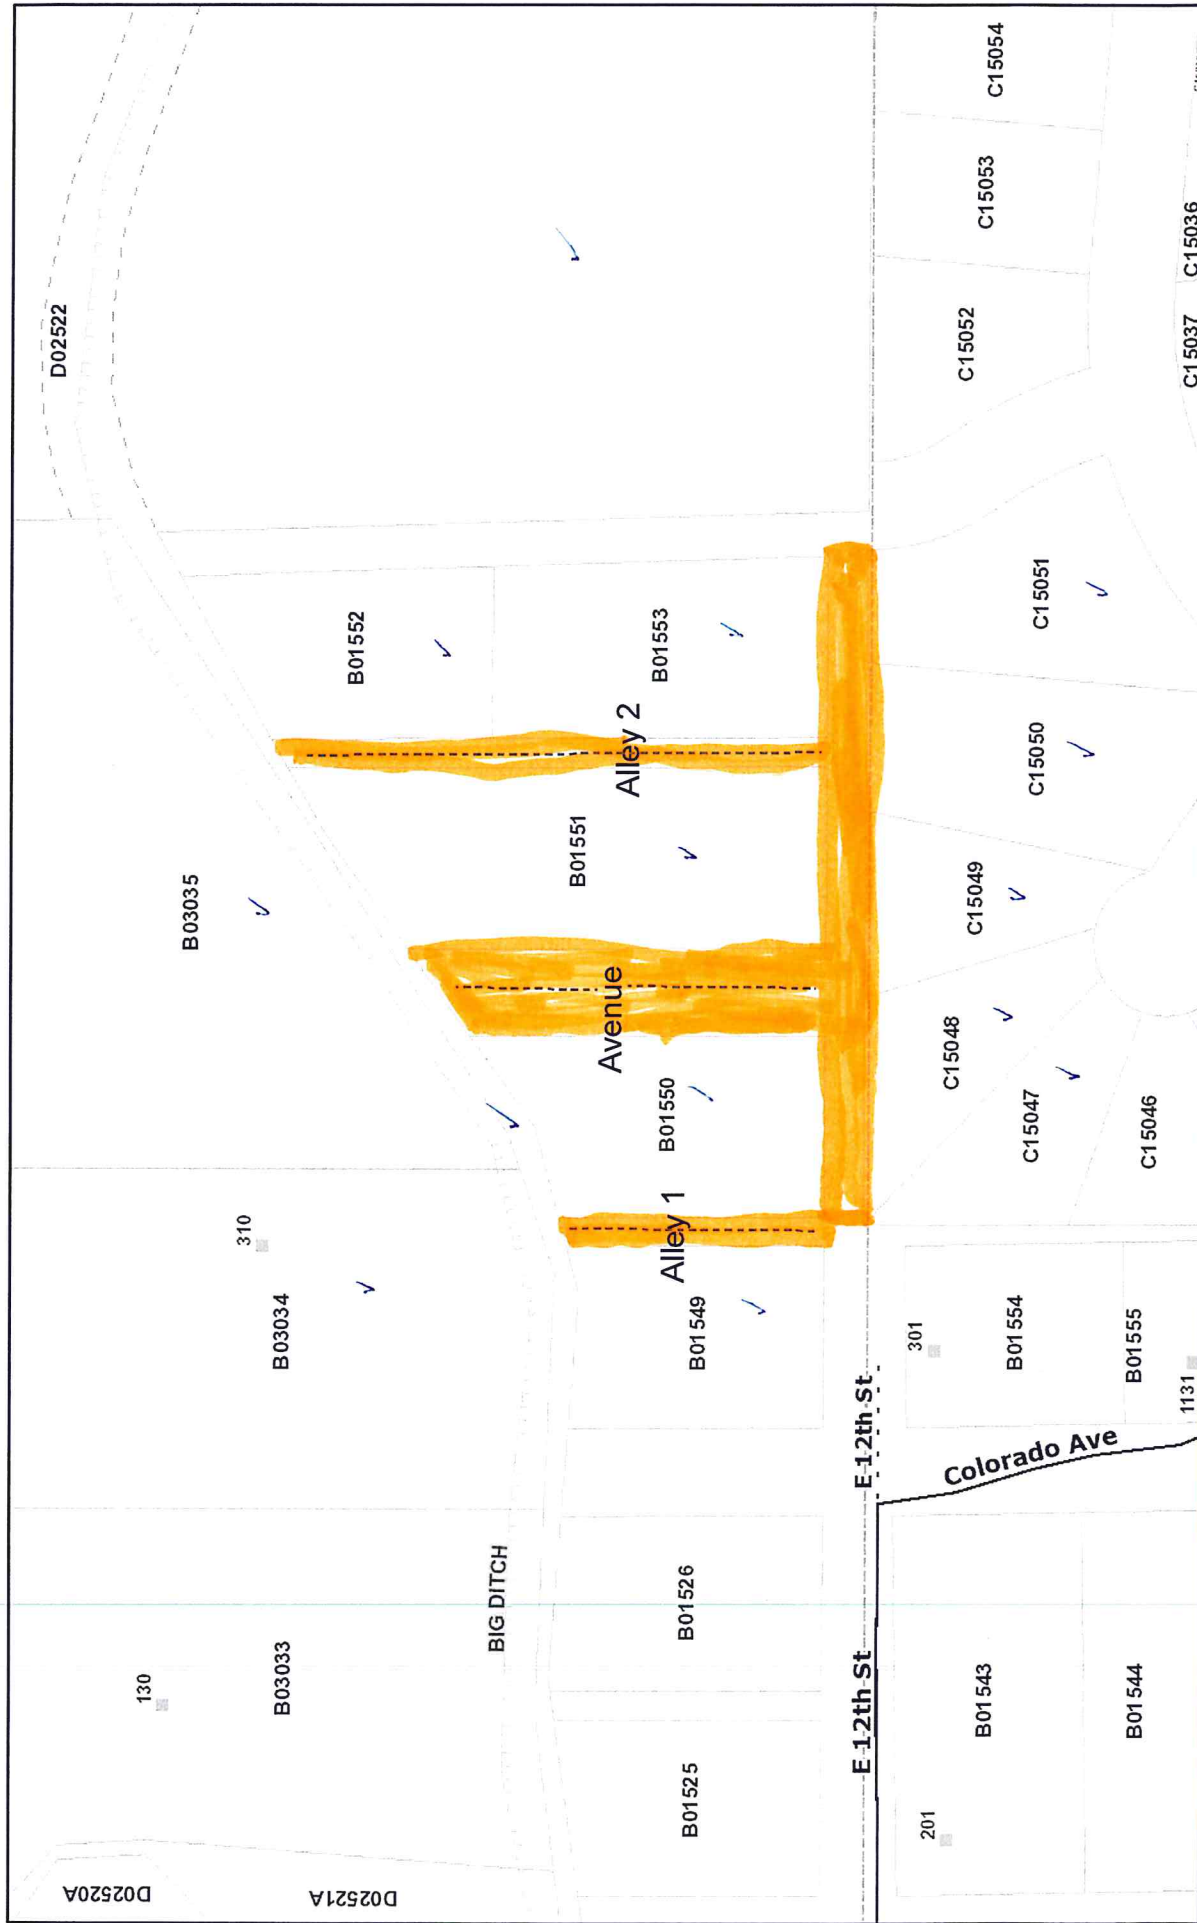 D02520A
D02521A
130
B03033
310
B03034
B03035
D02522
BIG DITCH
B01525
B01526
B01549
Alley 1
B01550
Avenue
B01551
Alley 2
B01552
B01553
E 12th St
E 12th St
201
B01543
B01544
Colorado Ave
301
B01554
B01555
1131
C15046
C15047
C15048
C15049
C15050
C15051
C15052
C15053
C15054
C15037
C15036